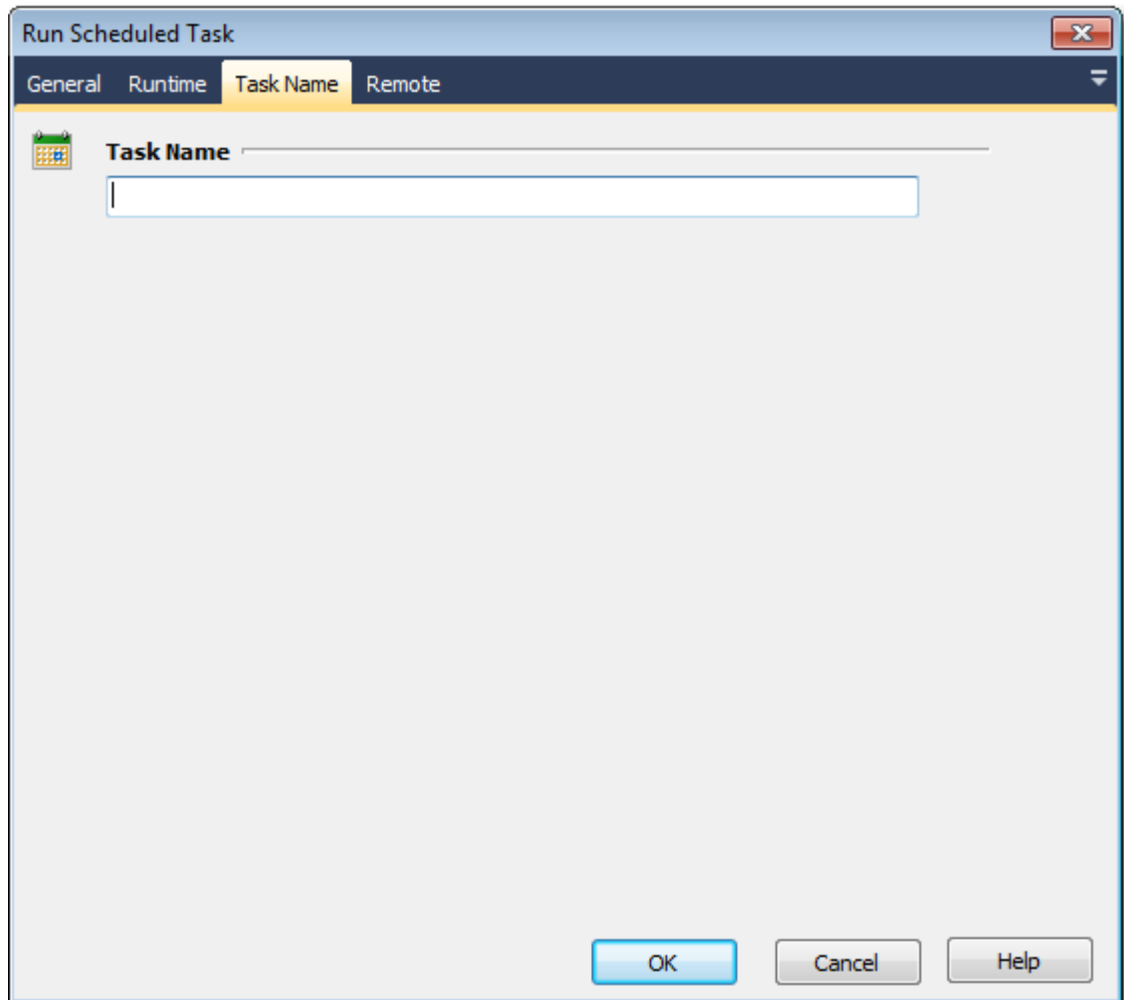 Run Scheduled Task
General Runtime Task Name Remote
Task Name
OK Cancel Help